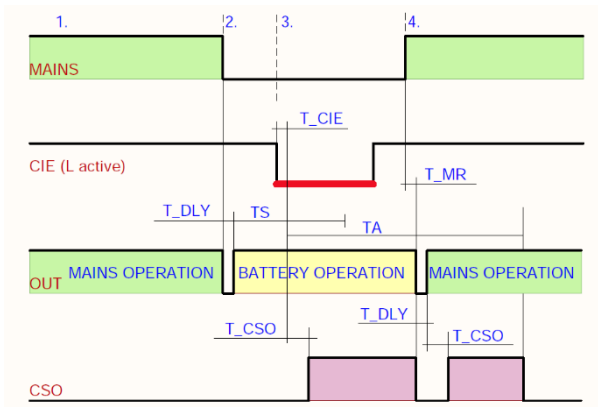 1. 2. 3. 4.
MAINS
T_CIE
CIE (L active)
T_MR
T_DLY TS
TA
OUT MAINS OPERATION BATTERY OPERATION MAINS OPERATION
T_DLY
T_CSO T_CSO
CSO